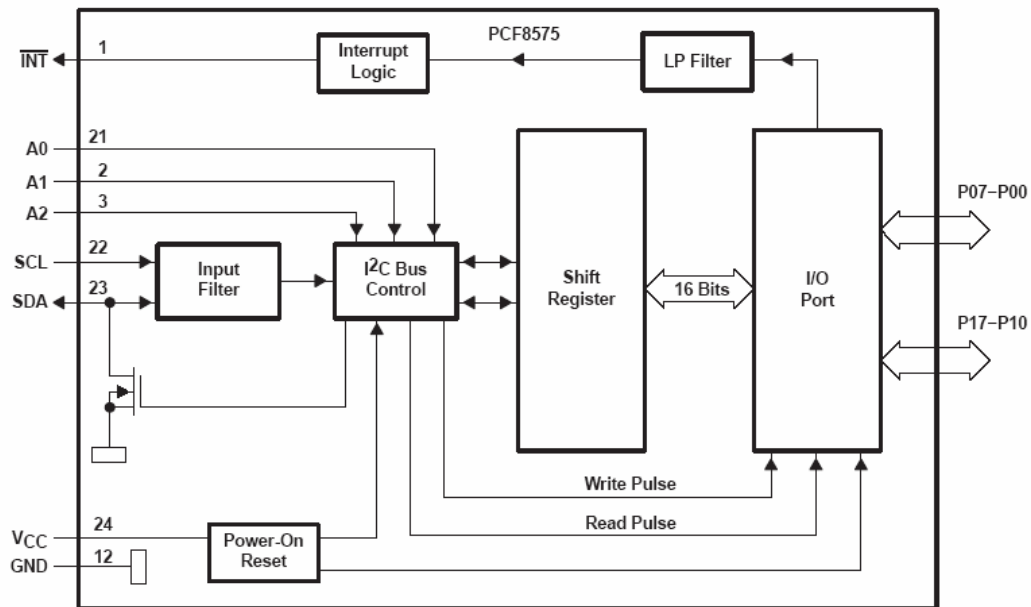 PCF8575
INT
1
Interrupt
Logic
LP Filter
A0
21
A1
2
A2
3
P07–P00
SCL
22
SDA
23
Input
Filter
I2C Bus
Control
Shift
Register
16 Bits
I/O
Port
P17–P10
Write Pulse
Read Pulse
VCC
24
GND
12
Power-On
Reset